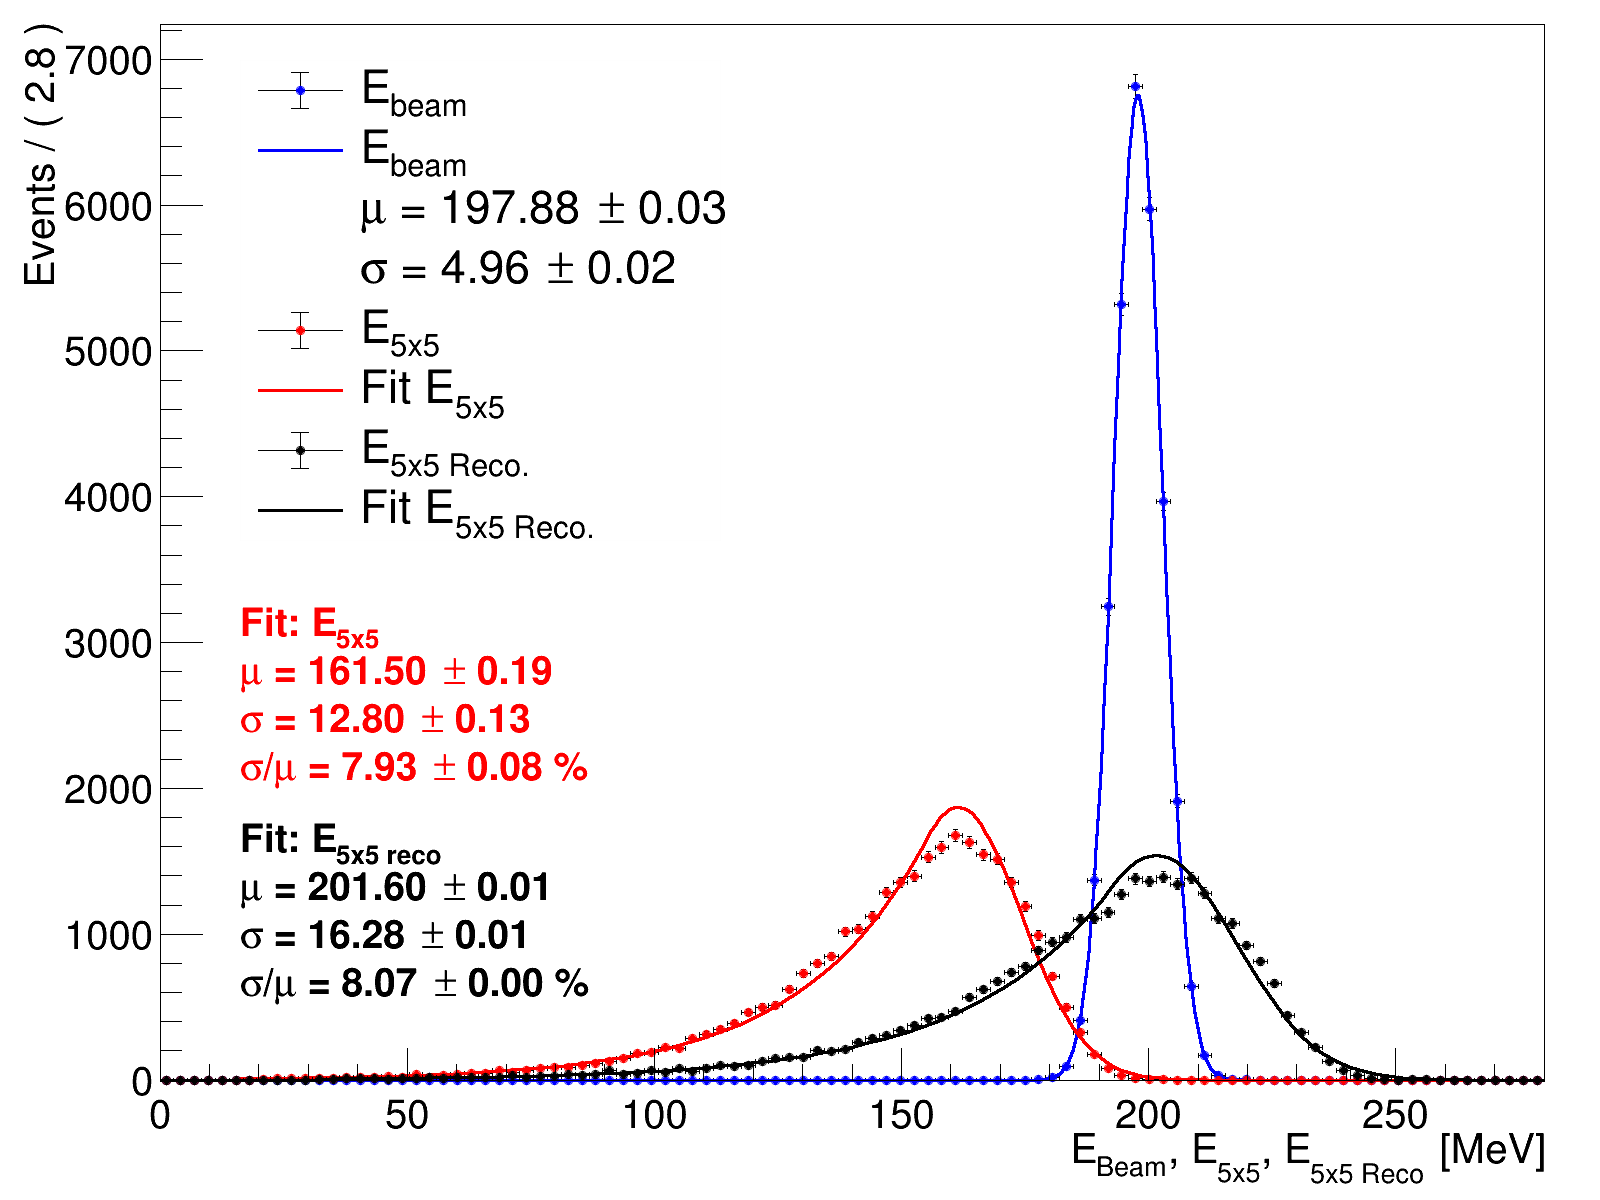 Events / ( 2.8 )
7000
6000
5000
4000
3000
2000
1000
0
E_beam
E_beam
μ = 197.88 ± 0.03
σ = 4.96 ± 0.02
E_5x5
Fit E_5x5
E_5x5 Reco.
Fit E_5x5 Reco.
Fit: E_5x5
μ = 161.50 ± 0.19
σ = 12.80 ± 0.13
σ/μ = 7.93 ± 0.08 %
Fit: E_5x5 reco
μ = 201.60 ± 0.01
σ = 16.28 ± 0.01
σ/μ = 8.07 ± 0.00 %
0 50 100 150 200 250
E_Beam, E_5x5, E_5x5 Reco [MeV]